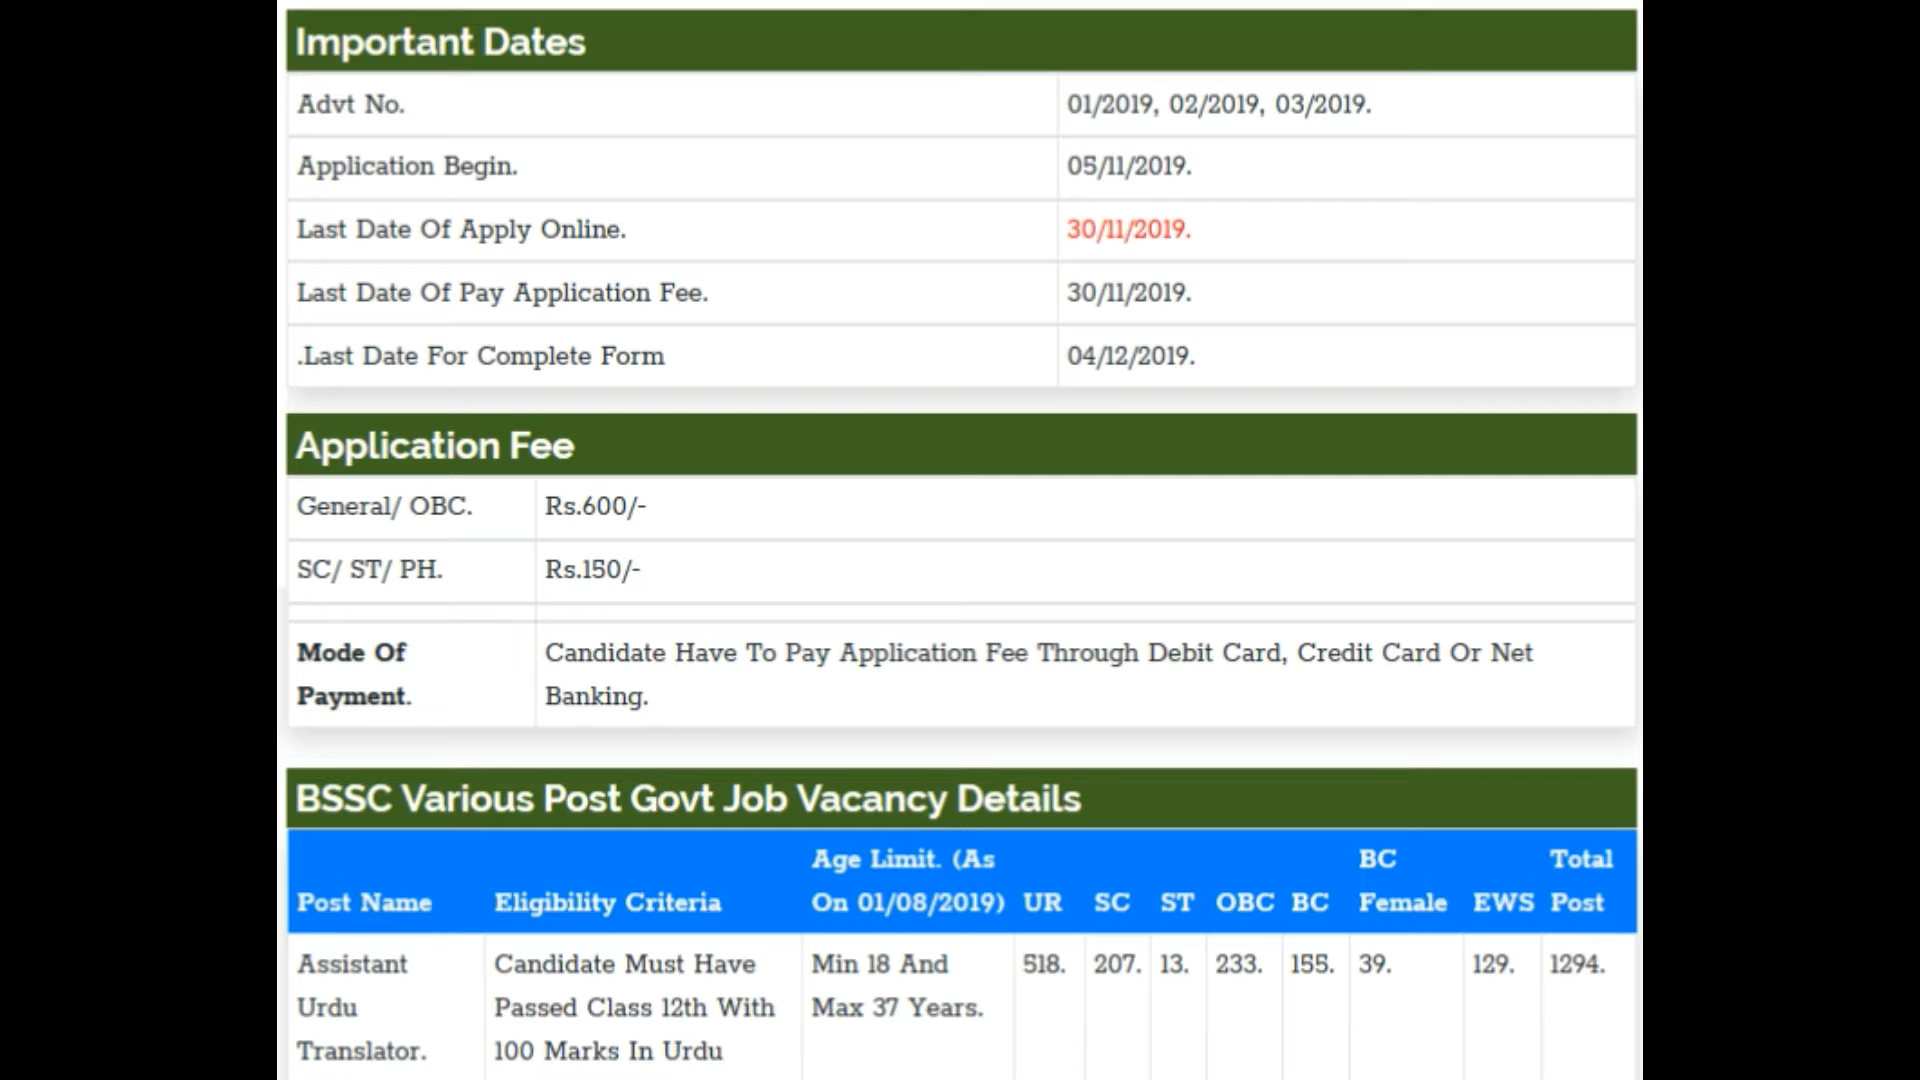 Important Dates
Advt No. 01/2019, 02/2019, 03/2019.
Application Begin. 05/11/2019.
Last Date Of Apply Online. 30/11/2019.
Last Date Of Pay Application Fee. 30/11/2019.
.Last Date For Complete Form 04/12/2019.
Application Fee
General/ OBC. Rs.600/-
SC/ ST/ PH. Rs.150/-
Mode Of Candidate Have To Pay Application Fee Through Debit Card, Credit Card Or Net
Payment. Banking.
BSSC Various Post Govt Job Vacancy Details
Age Limit. (As BC Total
Post Name Eligibility Criteria On 01/08/2019) UR SC ST OBC BC Female EWS Post
Assistant Candidate Must Have Min 18 And 518. 207. 13. 233. 155. 39. 129. 1294.
Urdu Passed Class 12th With Max 37 Years.
Translator. 100 Marks In Urdu